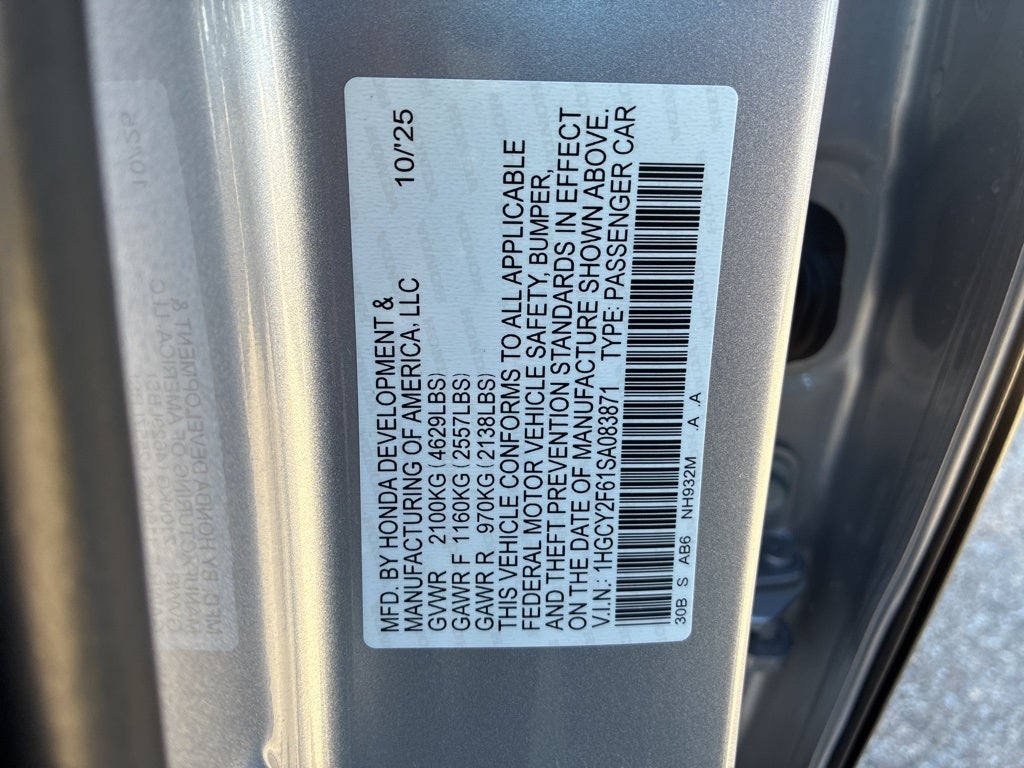 MFD. BY HONDA DEVELOPMENT & 10/'25
MANUFACTURING OF AMERICA, LLC
GVWR 2100KG(4629LBS)
GAWR F 1160KG(2557LBS)
GAWR R 970KG(2138LBS)
THIS VEHICLE CONFORMS TO ALL APPLICABLE
FEDERAL MOTOR VEHICLE SAFETY, BUMPER,
AND THEFT PREVENTION STANDARDS IN EFFECT
ON THE DATE OF MANUFACTURE SHOWN ABOVE.
V.I.N.: 1HGCY2F61SA083871 TYPE: PASSENGER CAR
30B S AB6 NH932M A . A